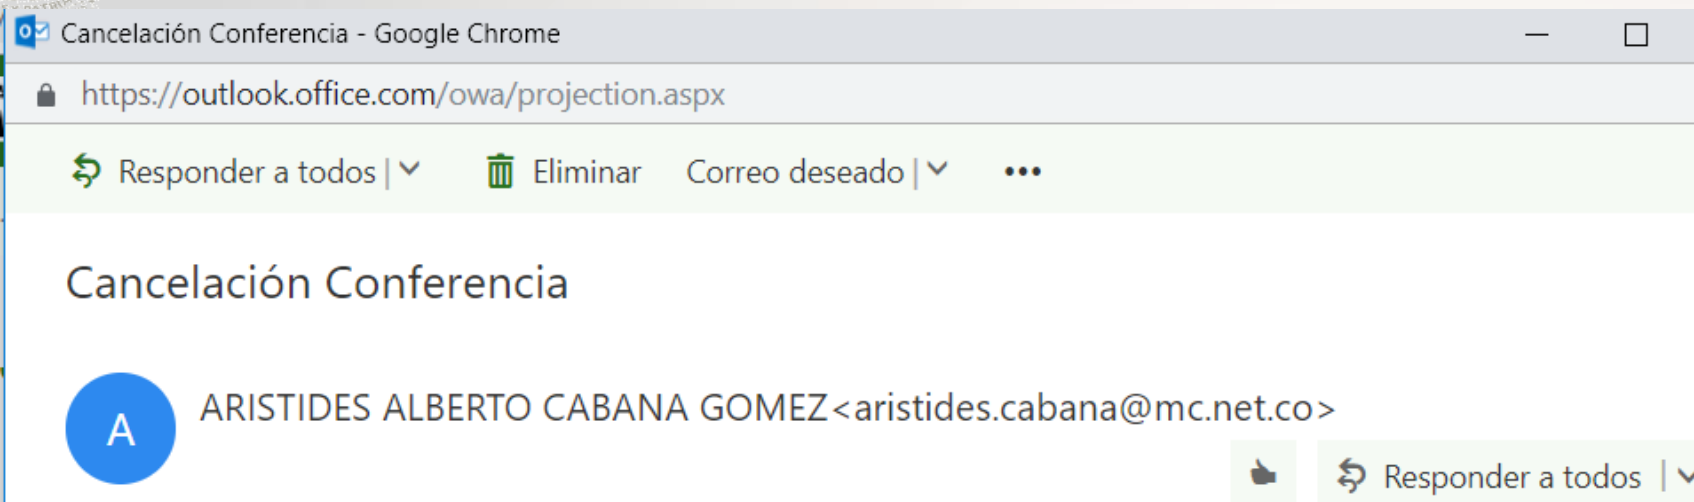 Cancelación Conferencia - Google Chrome
https://outlook.office.com/owa/projection.aspx
Responder a todos | Eliminar Correo deseado | •••
Cancelación Conferencia
A ARISTIDES ALBERTO CABANA GOMEZ<aristides.cabana@mc.net.co>
Responder a todos |